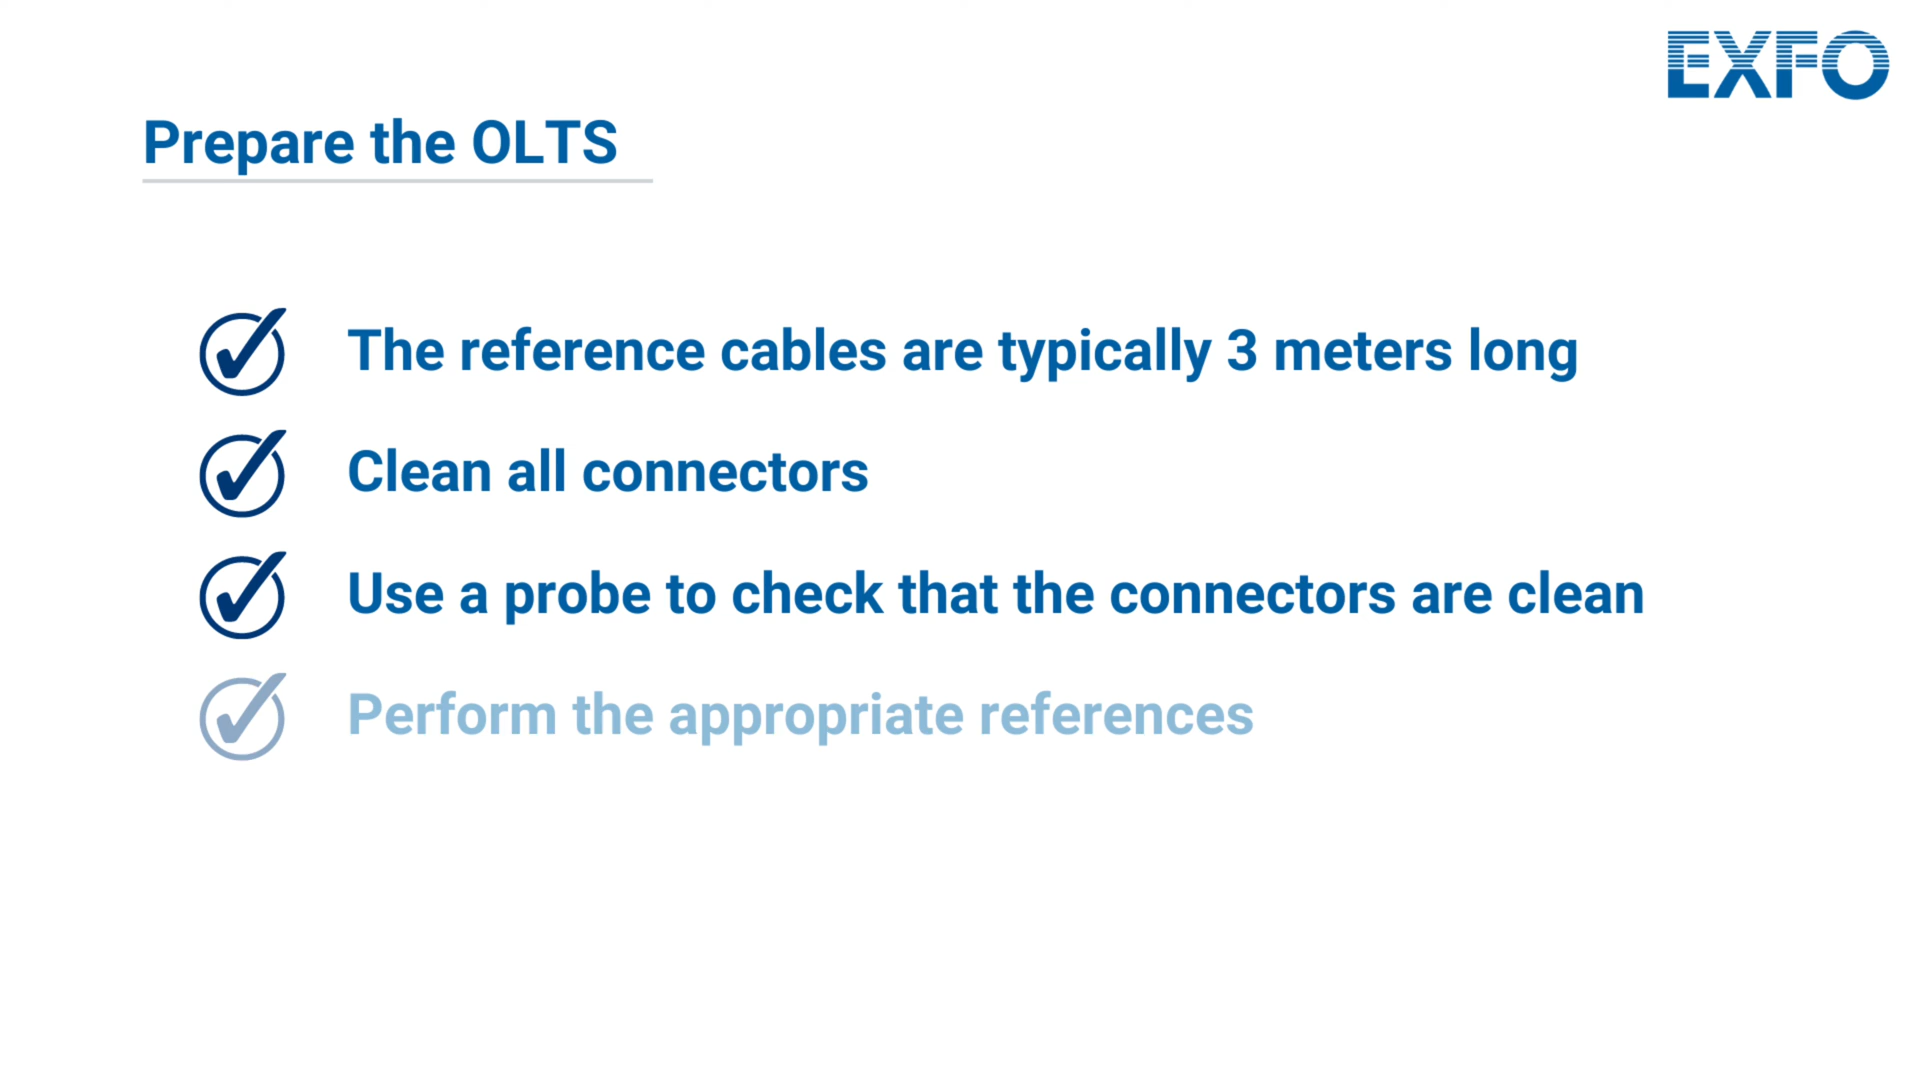 EXFO
Prepare the OLTS
The reference cables are typically 3 meters long
Clean all connectors
Use a probe to check that the connectors are clean
Perform the appropriate references